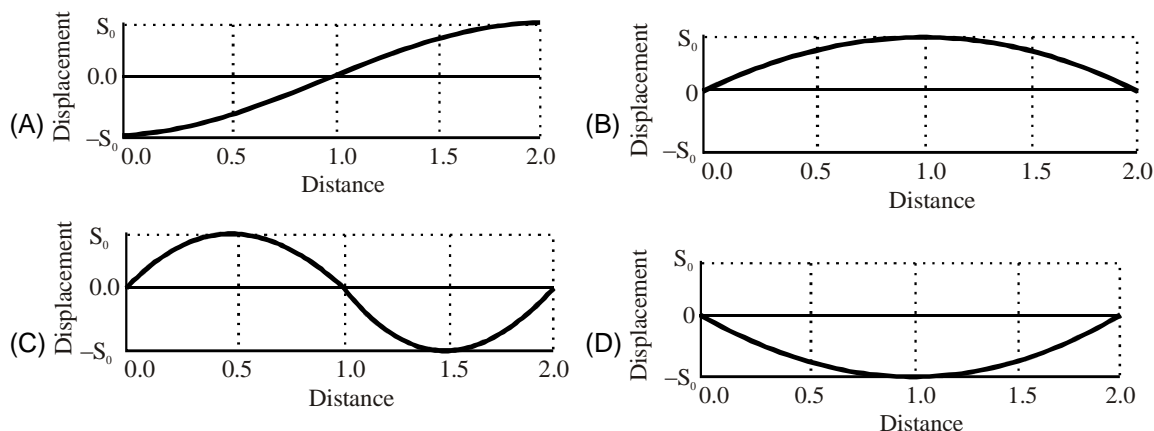 (A)
Displacement
S₀
0.0
–S₀
0.0 0.5 1.0 1.5 2.0
Distance
(B)
Displacement
S₀
0
–S₀
0.0 0.5 1.0 1.5 2.0
Distance
(C)
Displacement
S₀
0.0
–S₀
0.0 0.5 1.0 1.5 2.0
Distance
(D)
Displacement
S₀
0
–S₀
0.0 0.5 1.0 1.5 2.0
Distance